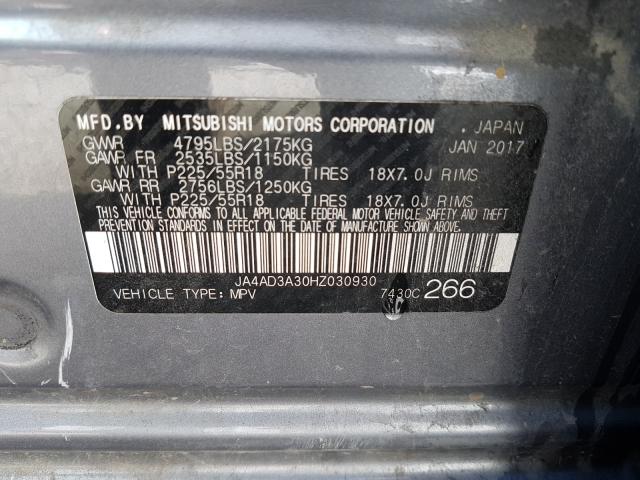 MFD.BY MITSUBISHI MOTORS CORPORATION . JAPAN
GVWR 4795LBS/2175KG JAN 2017
GAWR FR 2535LBS/1150KG
WITH P225/55R18 TIRES 18X7.0J RIMS
GAWR RR 2756LBS/1250KG
WITH P225/55R18 TIRES 18X7.0J RIMS
THIS VEHICLE CONFORMS TO ALL APPLICABLE FEDERAL MOTOR VEHICLE SAFETY AND THEFT
PREVENTION STANDARDS IN EFFECT ON THE DATE OF MANUFACTURE SHOWN ABOVE.
JA4AD3A30HZ030930
VEHICLE TYPE: MPV 7430C 266